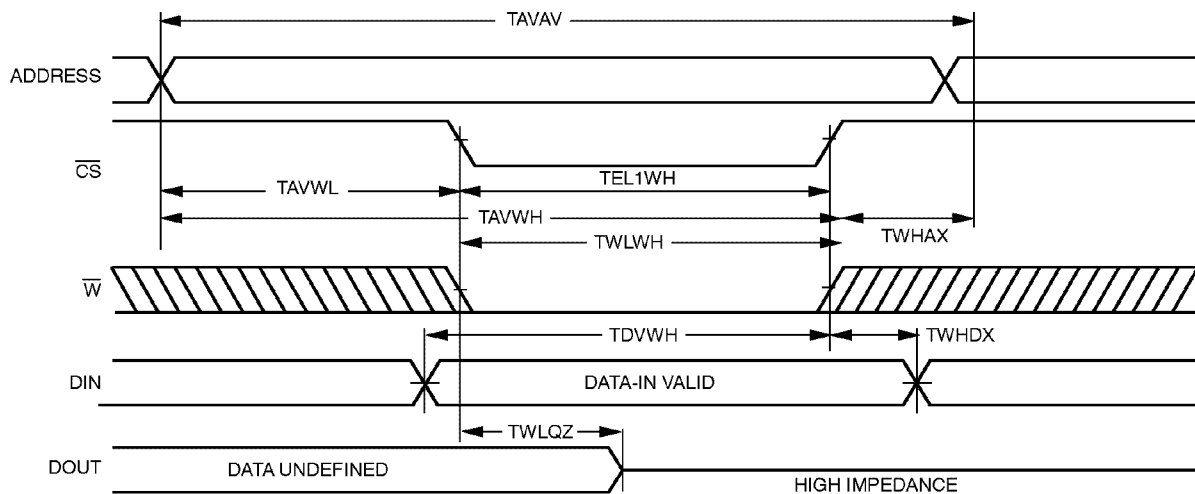 TAVAV
ADDRESS
CS
TAVWL
TEL1WH
TAVWH
TWHAX
TWLWH
W
TDVWH
TWHDX
DIN
DATA-IN VALID
TWLQZ
DOUT
DATA UNDEFINED
HIGH IMPEDANCE